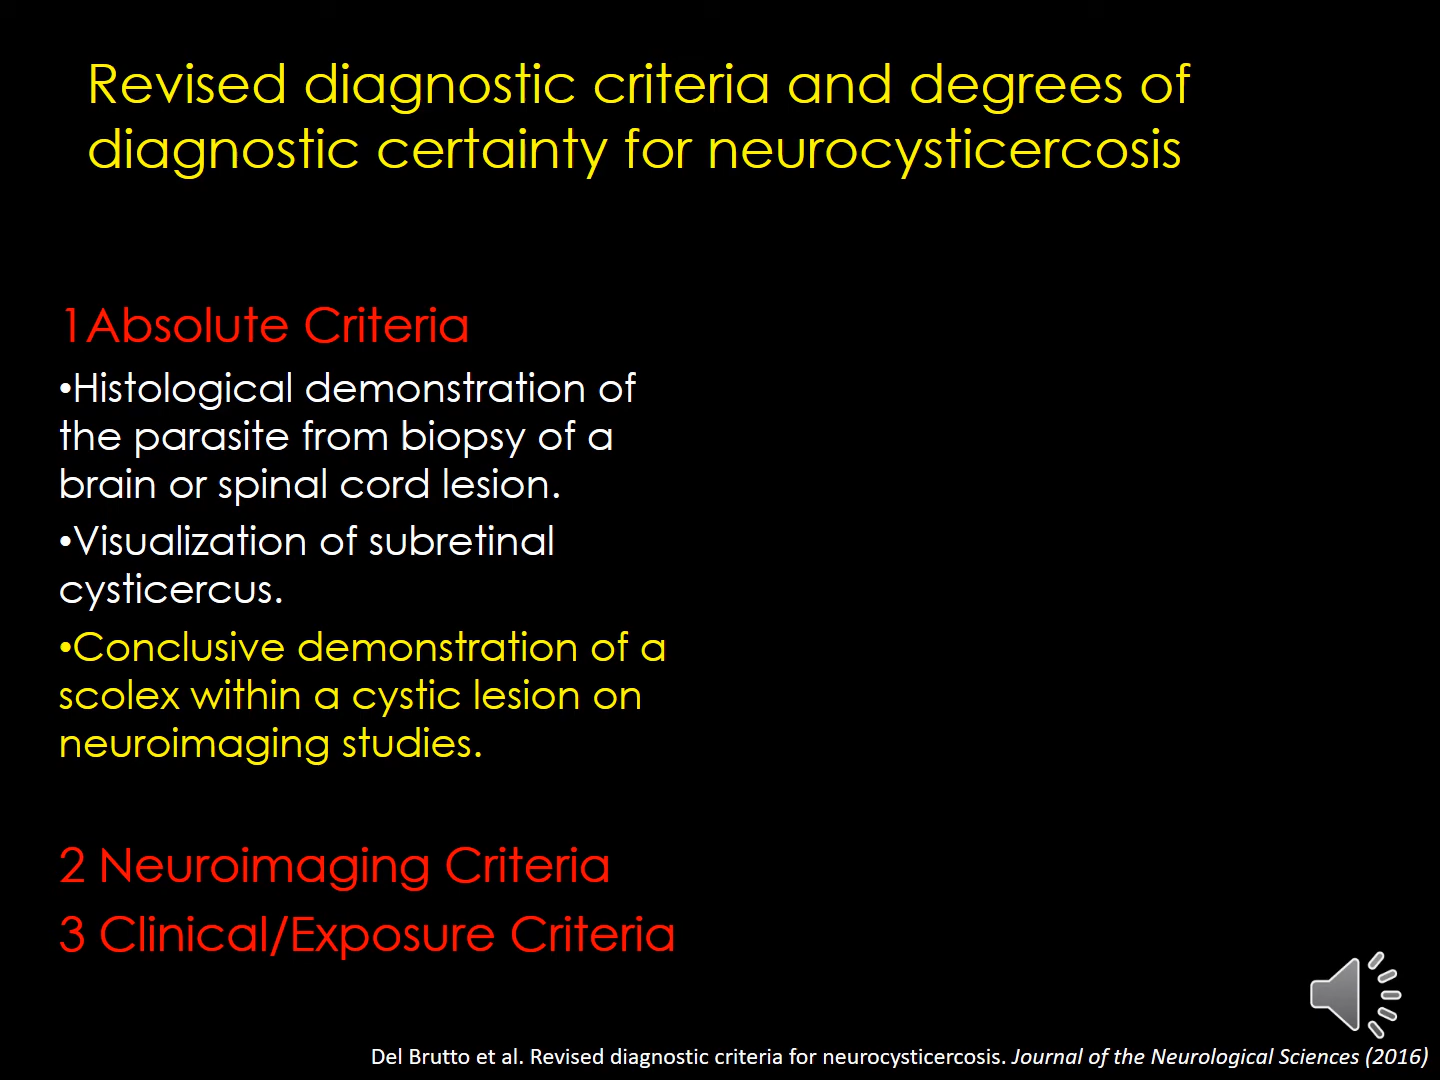 Revised diagnostic criteria and degrees of
diagnostic certainty for neurocysticercosis
1Absolute Criteria
•Histological demonstration of
the parasite from biopsy of a
brain or spinal cord lesion.
•Visualization of subretinal
cysticercus.
•Conclusive demonstration of a
scolex within a cystic lesion on
neuroimaging studies.
2 Neuroimaging Criteria
3 Clinical/Exposure Criteria
Del Brutto et al. Revised diagnostic criteria for neurocysticercosis. Journal of the Neurological Sciences (2016)